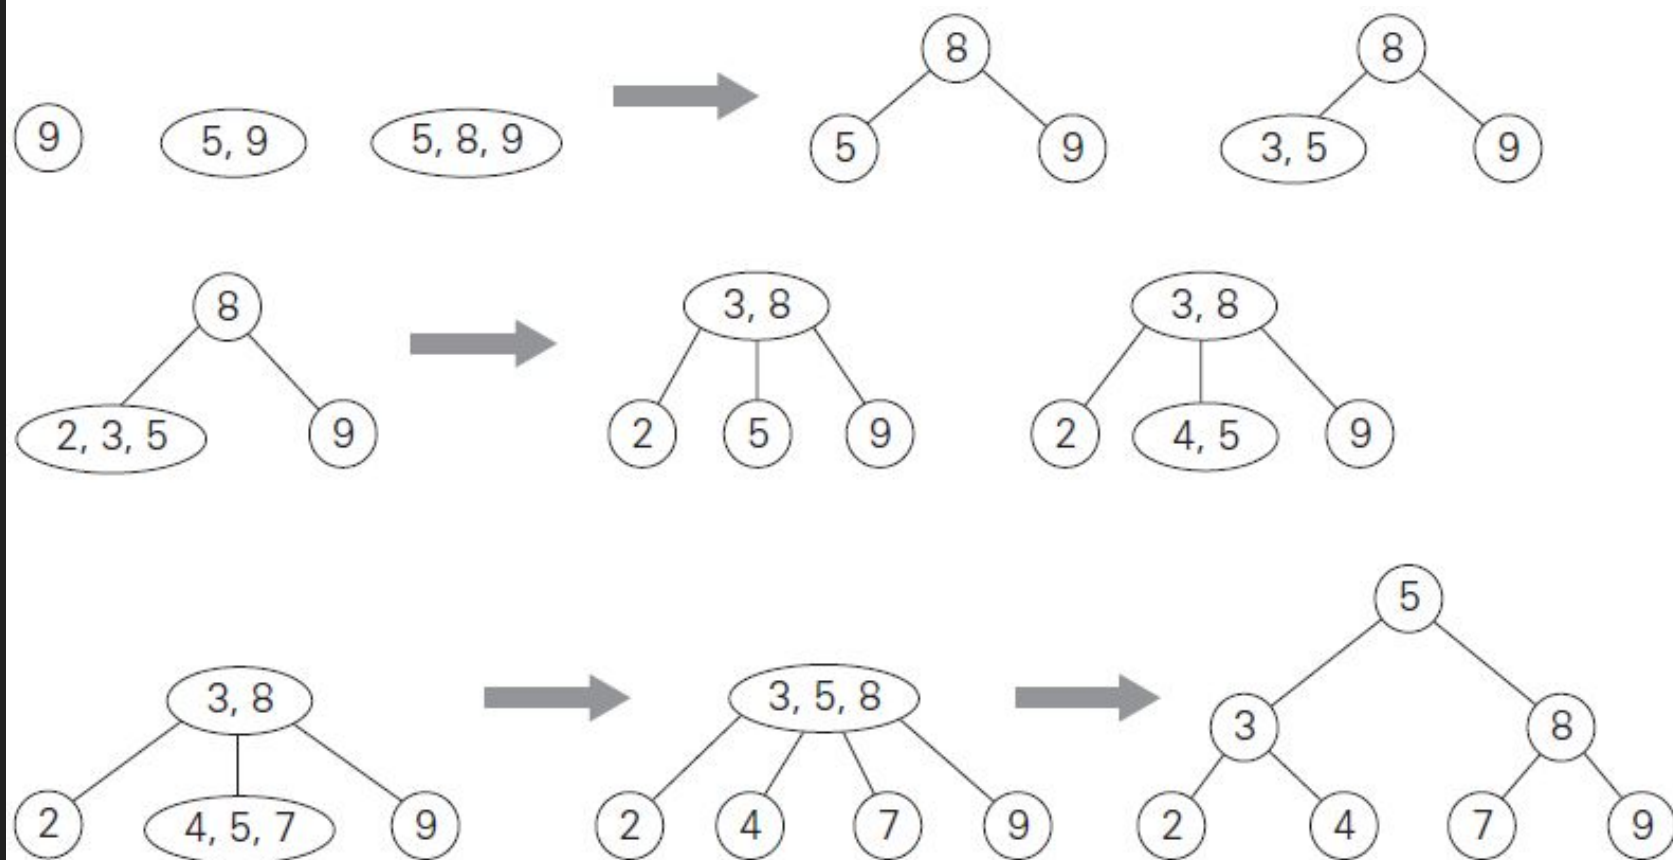 8 8
9 5, 9 5, 8, 9 5 9 3, 5 9
8 3, 8 3, 8
2, 3, 5 9 2 5 9 2 4, 5 9
5
3, 8 3, 5, 8 3 8
2 4, 5, 7 9 2 4 7 9 2 4 7 9